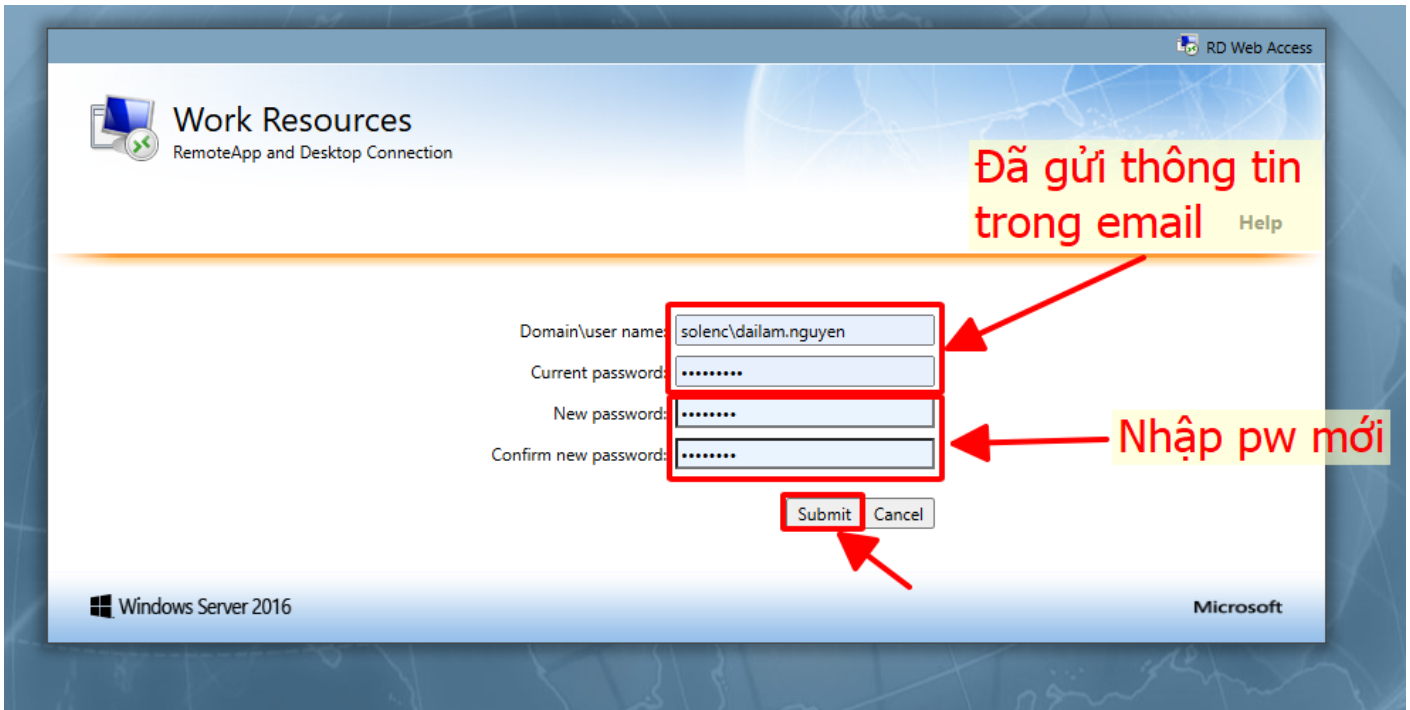 RD Web Access
Work Resources
RemoteApp and Desktop Connection
Đã gửi thông tin
trong email
Help
Domain\user name: solenc\dailam.nguyen
Current password: •••••••••
New password: ••••••••
Confirm new password: ••••••••
Nhập pw mới
Submit Cancel
Windows Server 2016
Microsoft